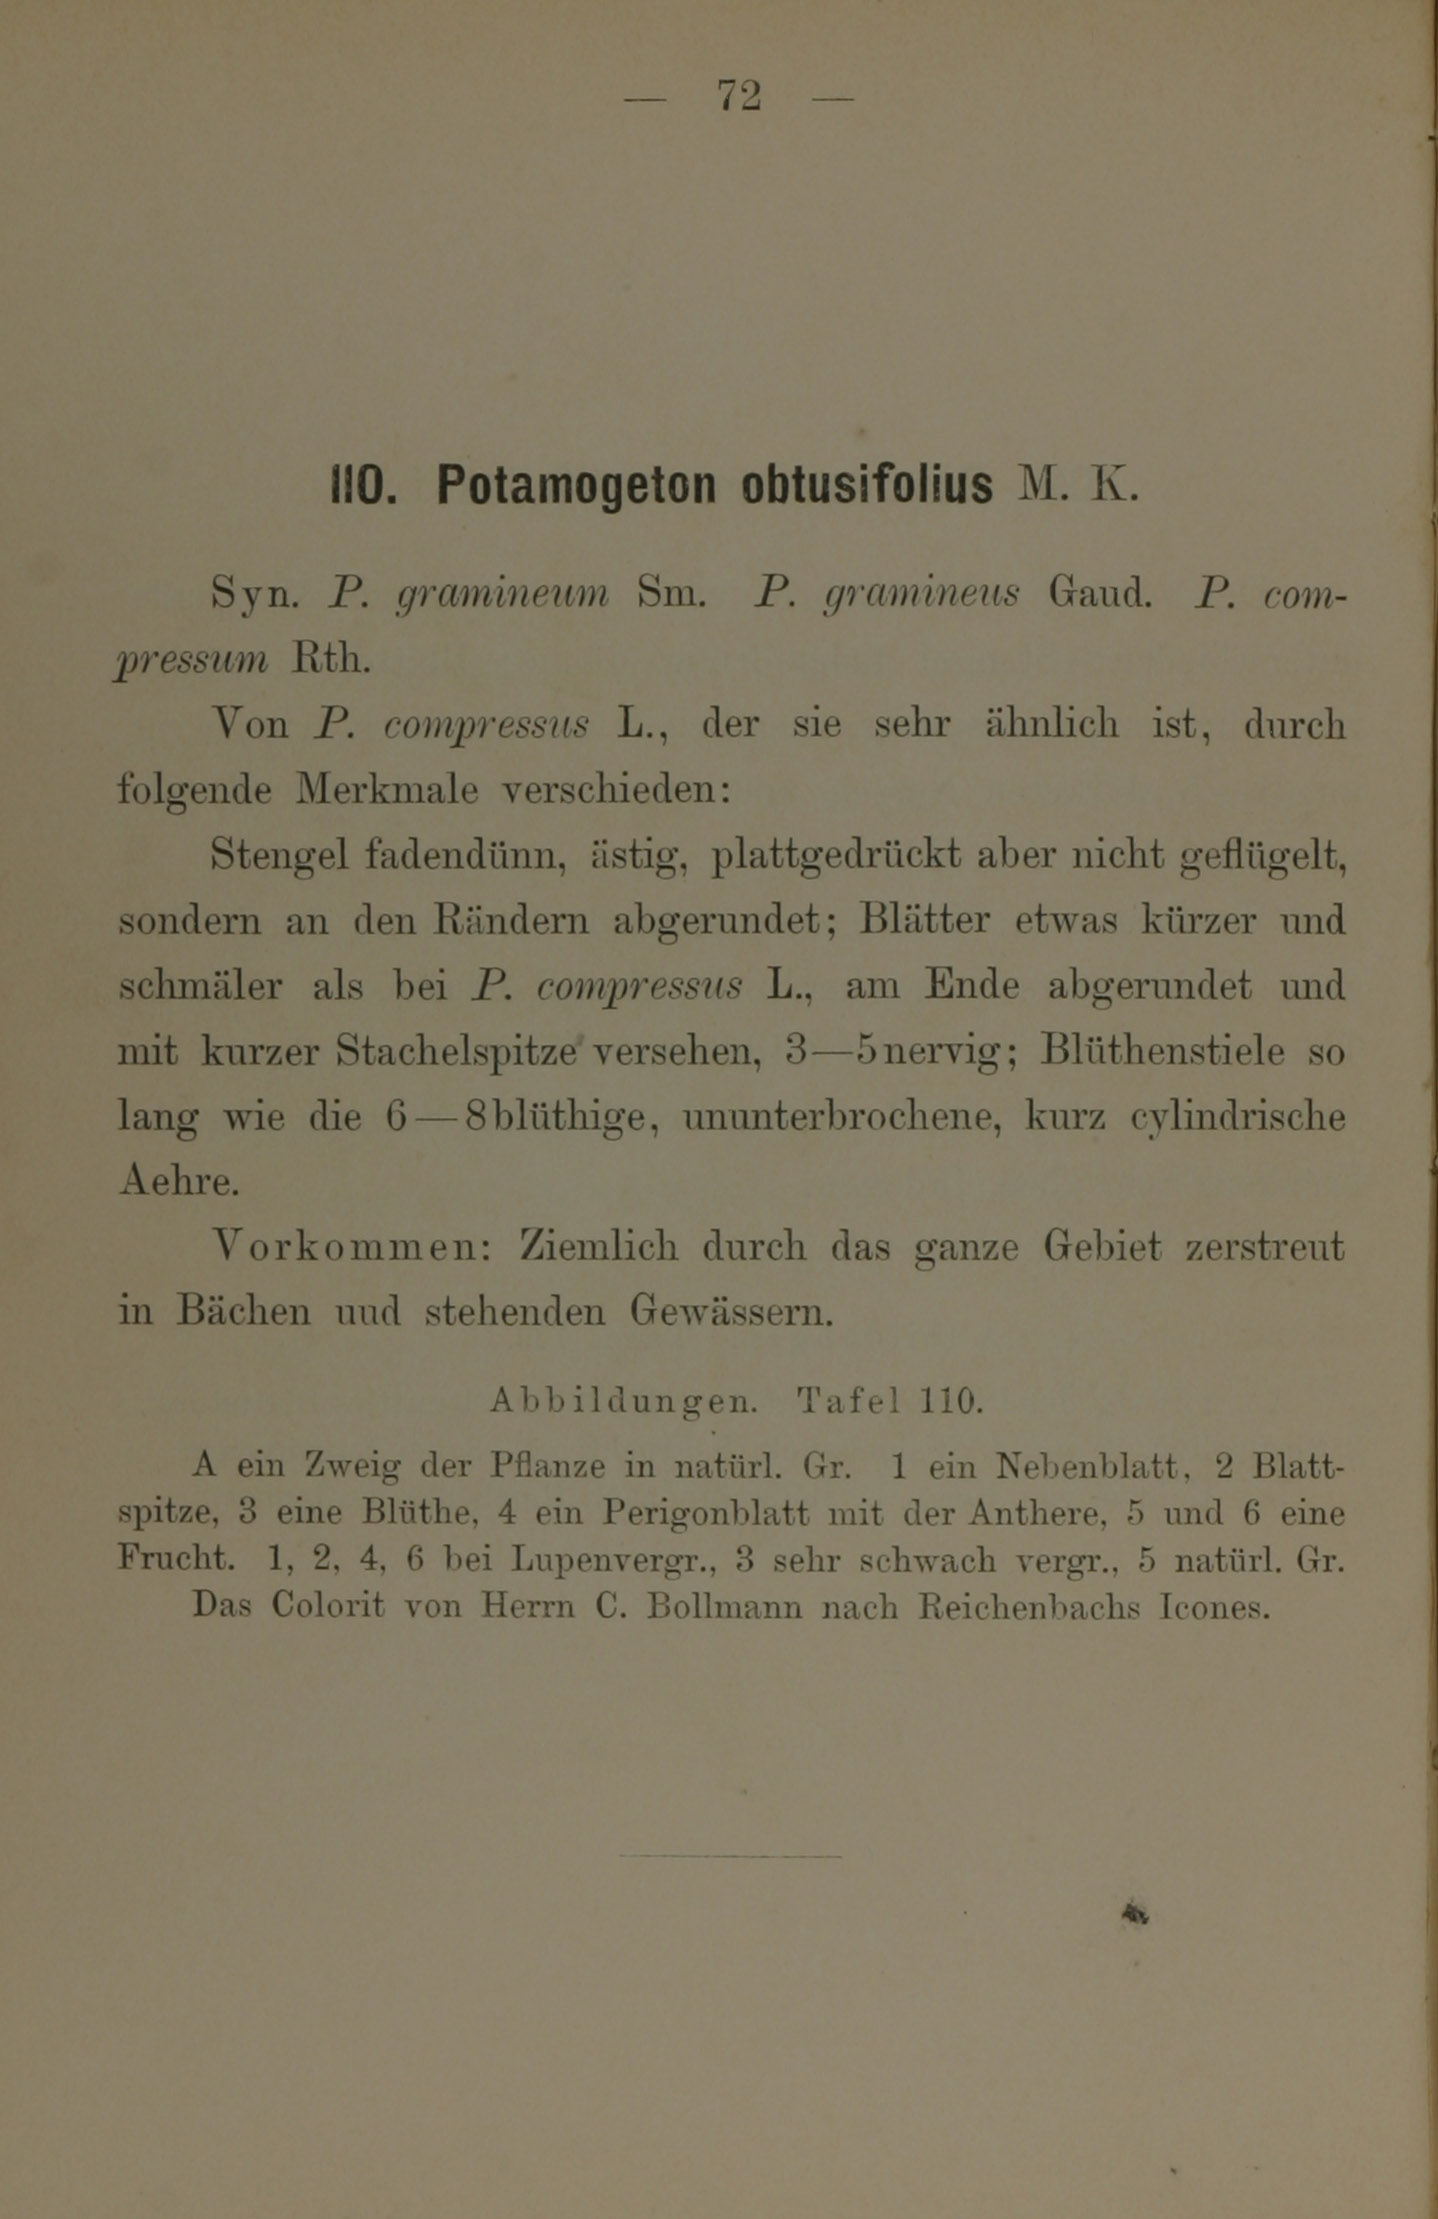 — 72 —
110. Potamogeton obtusifolius M. K.
Syn. P. gramineum Sm. P. gramineus Gaud. P. com-
pressum Rth.
Von P. compressus L., der sie sehr ähnlich ist, durch
folgende Merkmale verschieden:
Stengel fadendünn, ästig, plattgedrückt aber nicht geflügelt,
sondern an den Rändern abgerundet; Blätter etwas kürzer und
schmäler als bei P. compressus L., am Ende abgerundet und
mit kurzer Stachelspitze versehen, 3—5nervig; Blüthenstiele so
lang wie die 6—8blüthige, ununterbrochene, kurz cylindrische
Aehre.
Vorkommen: Ziemlich durch das ganze Gebiet zerstreut
in Bächen uud stehenden Gewässern.
Abbildungen. Tafel 110.
A ein Zweig der Pflanze in natürl. Gr. 1 ein Nebenblatt, 2 Blatt-
spitze, 3 eine Blüthe, 4 ein Perigonblatt mit der Anthere, 5 und 6 eine
Frucht. 1, 2, 4, 6 bei Lupenvergr., 3 sehr schwach vergr., 5 natürl. Gr.
Das Colorit von Herrn C. Bollmann nach Reichenbachs Icones.